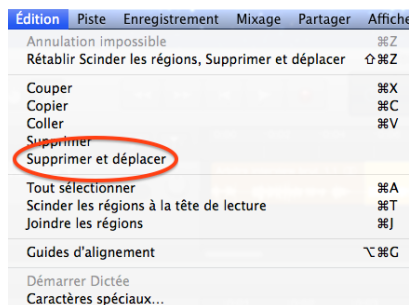 Édition Piste Enregistrement Mixage Partager Affiche
Annulation impossible ⌘Z
Rétablir Scinder les régions, Supprimer et déplacer ⇧⌘Z
Couper ⌘X
Copier ⌘C
Coller ⌘V
Supprimer
Supprimer et déplacer
Tout sélectionner ⌘A
Scinder les régions à la tête de lecture ⌘T
Joindre les régions ⌘J
Guides d'alignement ⌥⌘G
Démarrer Dictée
Caractères spéciaux...